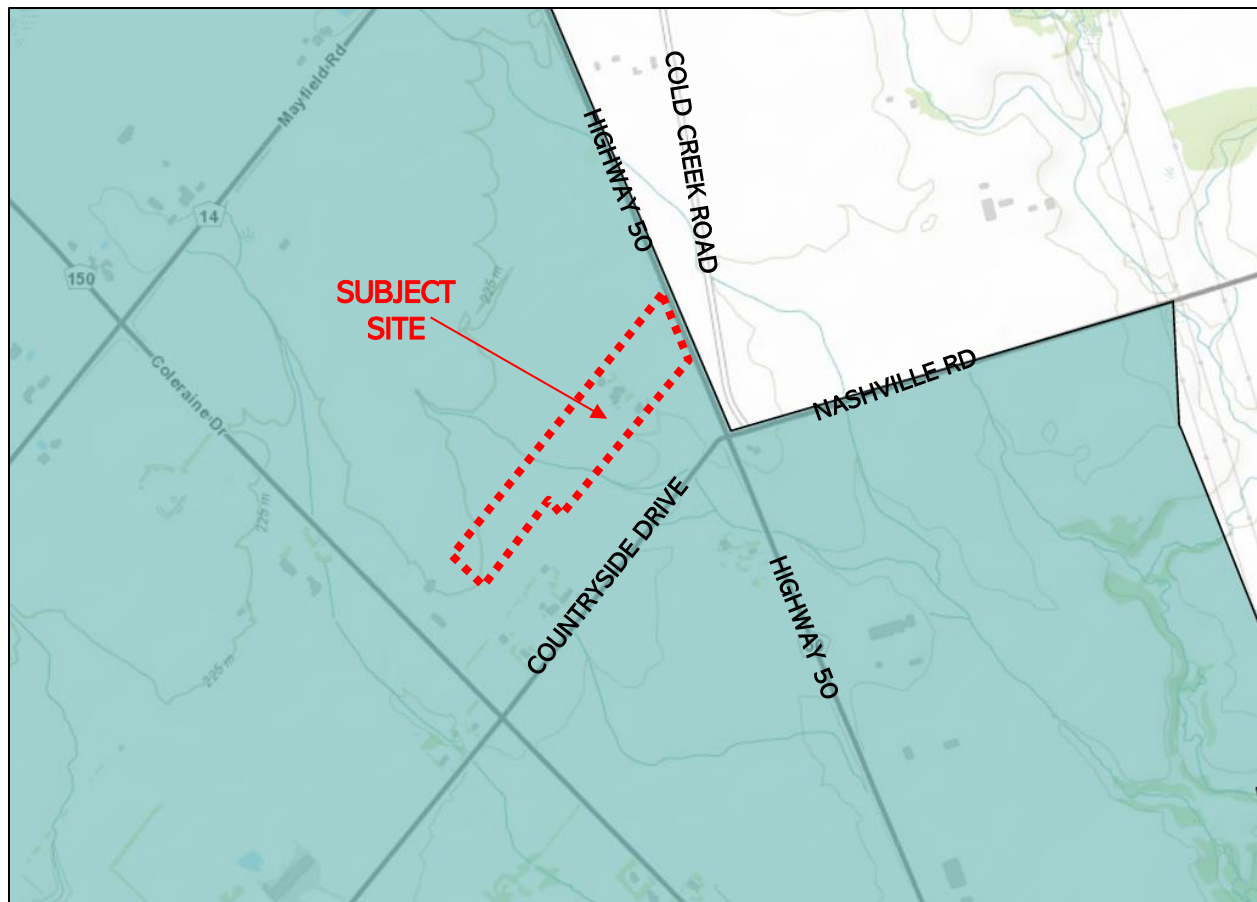 Mayfield Rd
COLD CREEK ROAD
HIGHWAY 50
14
150
225 m
SUBJECT
SITE
Coleraine Dr
NASHVILLE RD
225 m
COUNTRYSIDE DRIVE
HIGHWAY 50
225 m